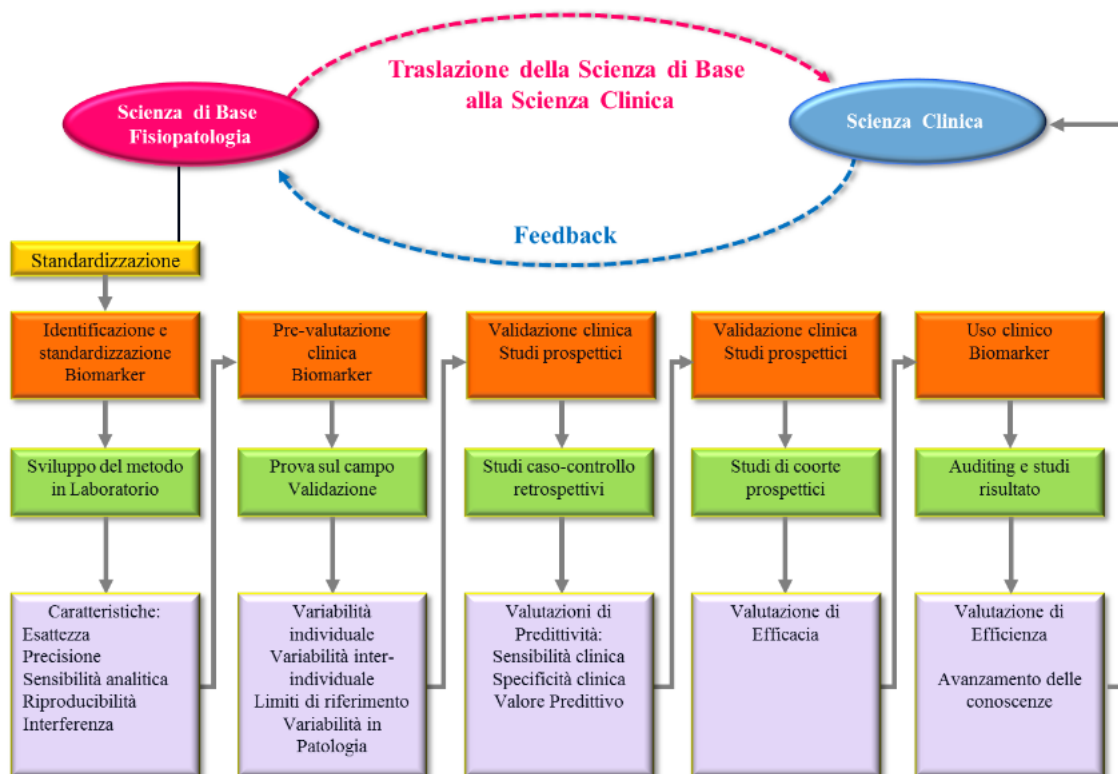 Traslazione della Scienza di Base
alla Scienza Clinica
Scienza di Base
Fisiopatologia
Scienza Clinica
Feedback
Standardizzazione
Identificazione e
standardizzazione
Biomarker
Pre-valutazione
clinica
Biomarker
Validazione clinica
Studi prospettici
Validazione clinica
Studi prospettici
Uso clinico
Biomarker
Sviluppo del metodo
in Laboratorio
Prova sul campo
Validazione
Studi caso-controllo
retrospettivi
Studi di coorte
prospettici
Auditing e studi
risultato
Caratteristiche:
Esattezza
Precisione
Sensibilità analitica
Riproducibilità
Interferenza
Variabilità
individuale
Variabilità inter-
individuale
Limiti di riferimento
Variabilità in
Patologia
Valutazioni di
Predittività:
Sensibilità clinica
Specificità clinica
Valore Predittivo
Valutazione di
Efficacia
Valutazione di
Efficienza
Avanzamento delle
conoscenze